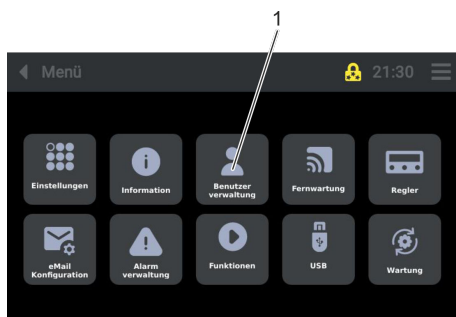 1
Menü
21:30
Einstellungen
Information
Benutzer
verwaltung
Fernwartung
Regler
eMail
Konfiguration
Alarm
verwaltung
Funktionen
USB
Wartung